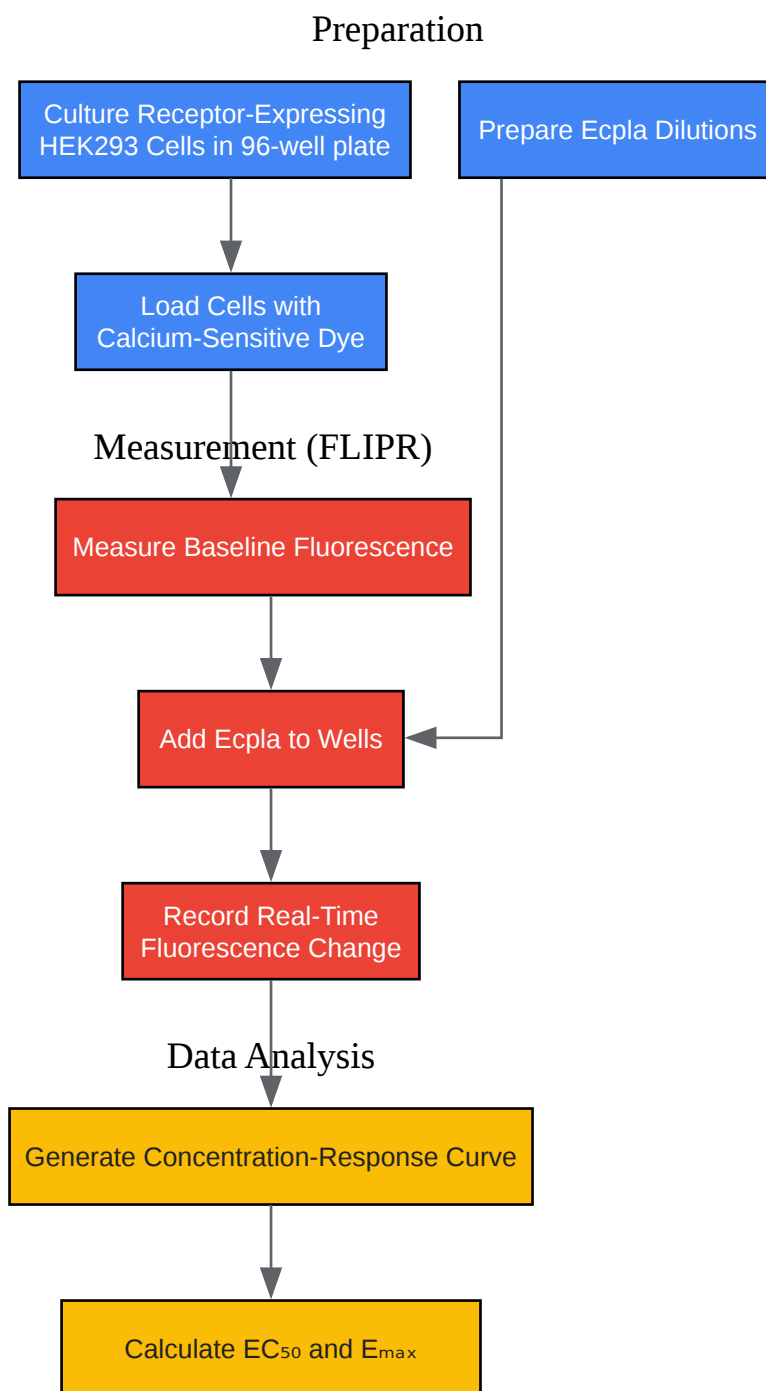 Preparation
Culture Receptor-Expressing
HEK293 Cells in 96-well plate
Prepare Ecpla Dilutions
Load Cells with
Calcium-Sensitive Dye
Measurement (FLIPR)
Measure Baseline Fluorescence
Add Ecpla to Wells
Record Real-Time
Fluorescence Change
Data Analysis
Generate Concentration-Response Curve
Calculate EC₅₀ and Eₘₐₓ